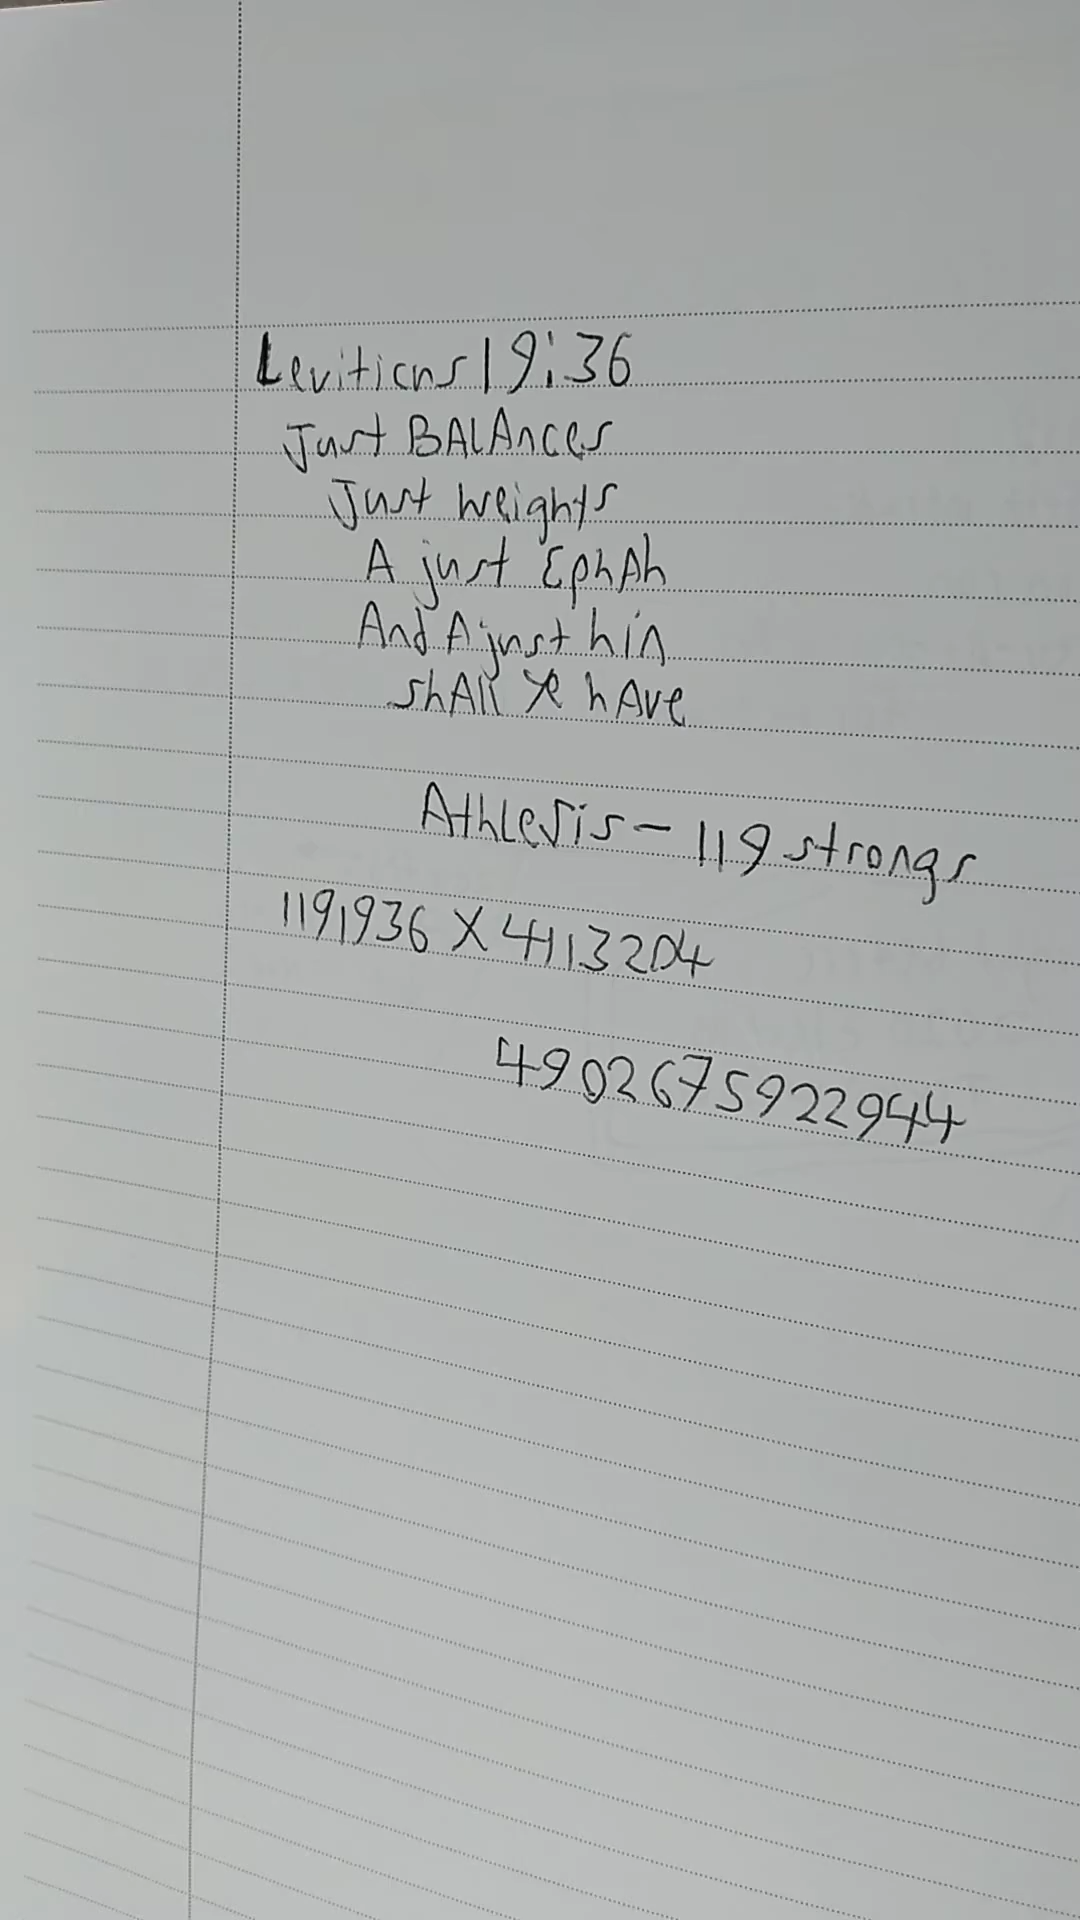 Leviticus 19:36
Just BALAnces
Just weights
A just EphAh
And A just hin
shAll ye hAve
Athlesis - 119 strongs
1191936 X 4113204
4902675922944